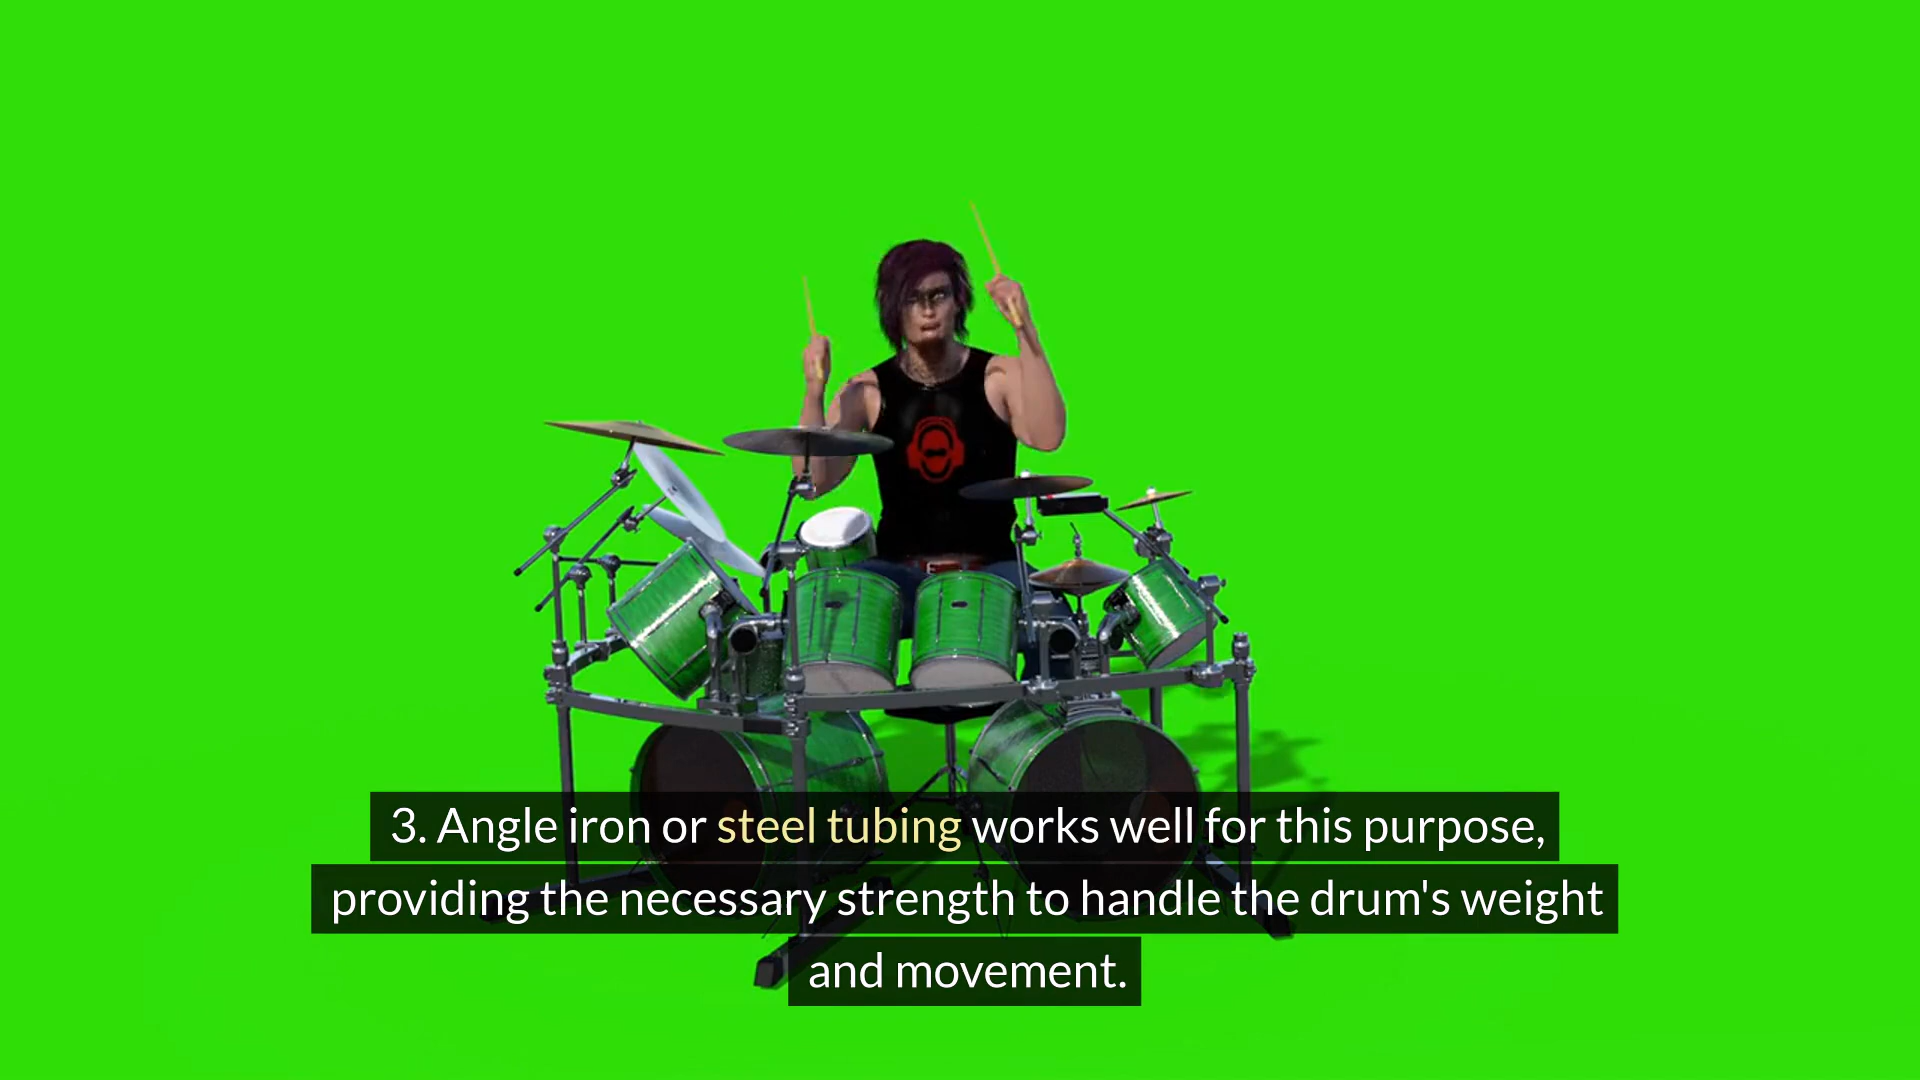 3. Angle iron or steel tubing works well for this purpose,
providing the necessary strength to handle the drum's weight
and movement.